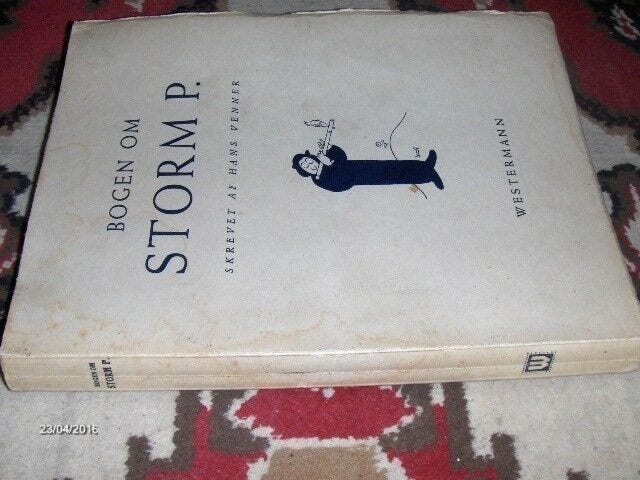 BOGEN OM
STORM P.
SKREVET AF HANS VENNER
WESTERMANN
BOGEN OM
STORM P.
W
23/04/2016